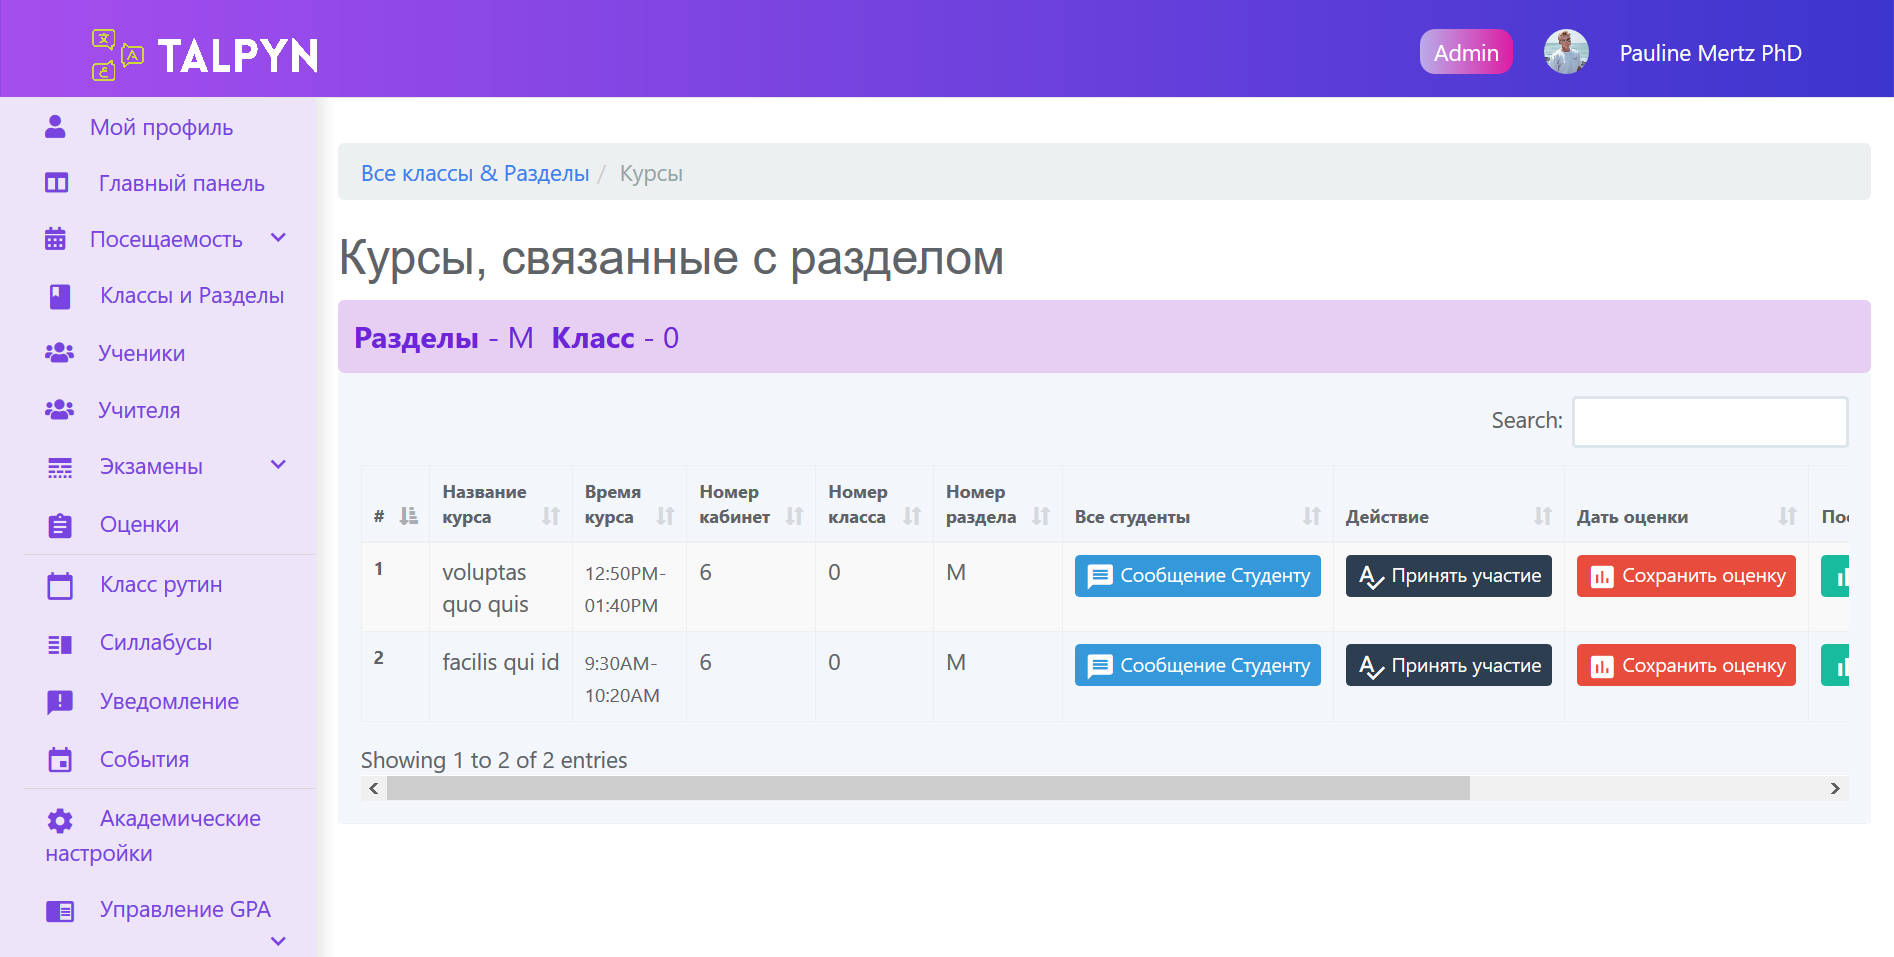 TALPYN
Admin
Pauline Mertz PhD
Мой профиль
Главный панель
Посещаемость
Классы и Разделы
Ученики
Учителя
Экзамены
Оценки
Класс рутин
Силлабусы
Уведомление
События
Академические
настройки
Управление GPA
Все классы & Разделы / Курсы
Курсы, связанные с разделом
Разделы - M Класс - 0
Search:
#
Название
курса
Время
курса
Номер
кабинет
Номер
класса
Номер
раздела
Все студенты
Действие
Дать оценки
1
voluptas
quo quis
12:50PM-
01:40PM
6
0
M
Сообщение Студенту
Принять участие
Сохранить оценку
2
facilis qui id
9:30AM-
10:20AM
6
0
M
Сообщение Студенту
Принять участие
Сохранить оценку
Showing 1 to 2 of 2 entries